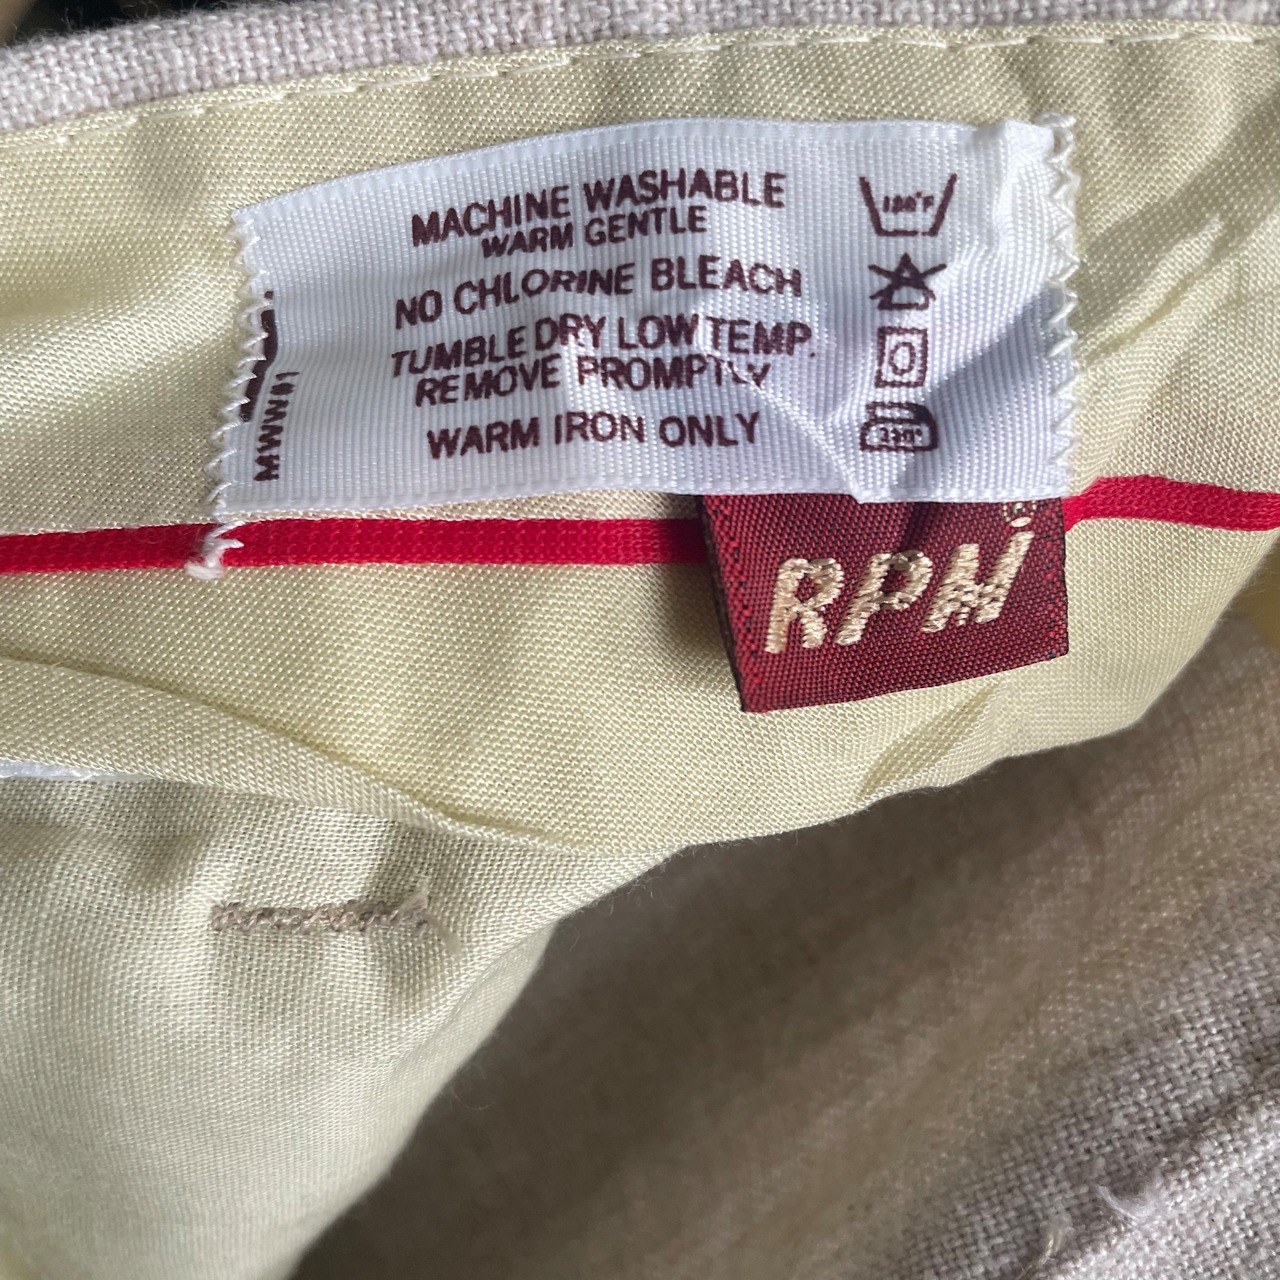 MACHINE WASHABLE
WARM GENTLE
NO CHLORINE BLEACH
TUMBLE DRY LOW TEMP.
REMOVE PROMPTLY
WARM IRON ONLY
RPM